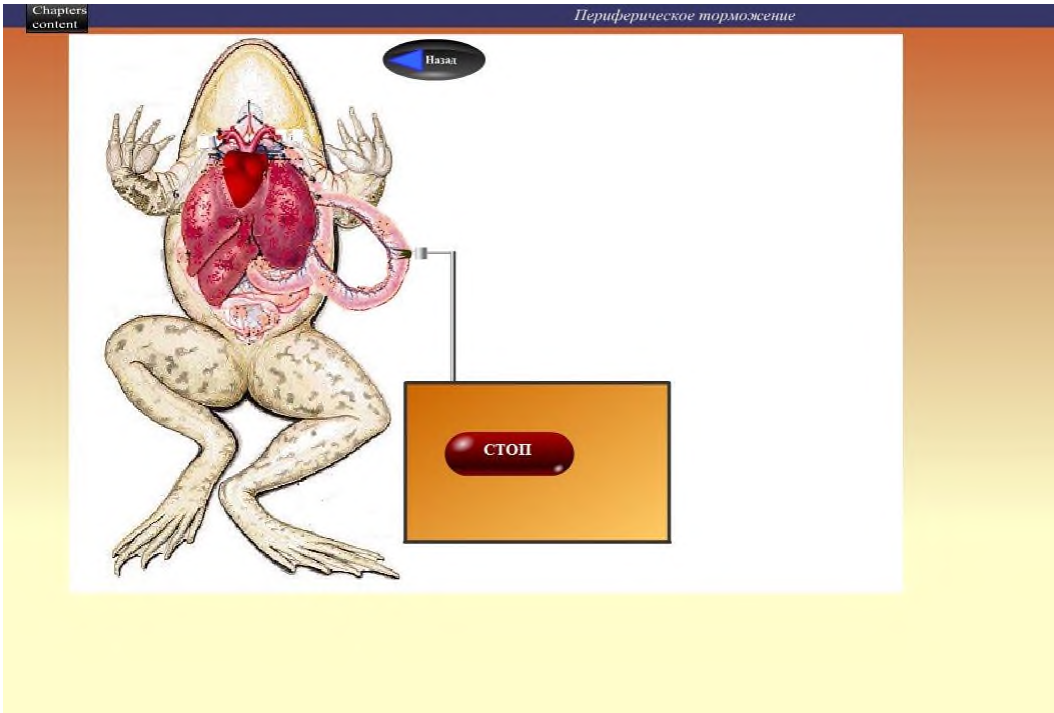 Chapters
content
Периферическое торможение
Назад
СТОП